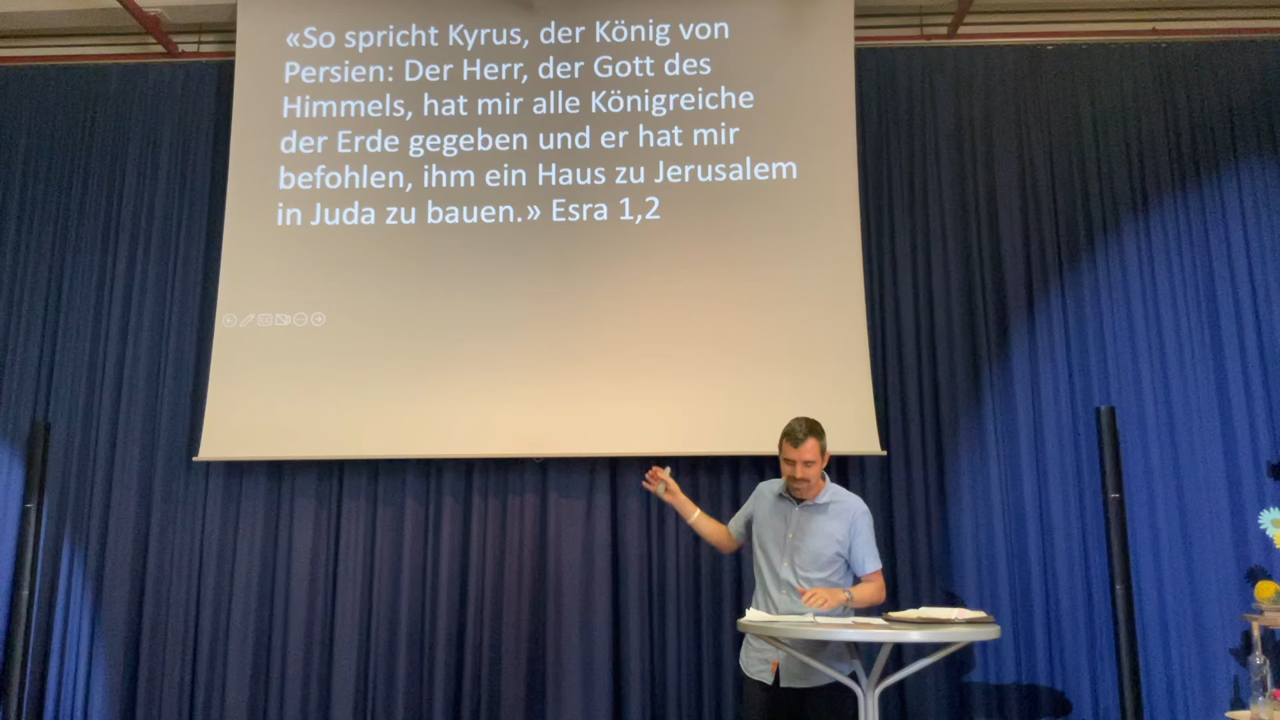 «So spricht Kyrus, der König von
Persien: Der Herr, der Gott des
Himmels, hat mir alle Königreiche
der Erde gegeben und er hat mir
befohlen, ihm ein Haus zu Jerusalem
in Juda zu bauen.» Esra 1,2